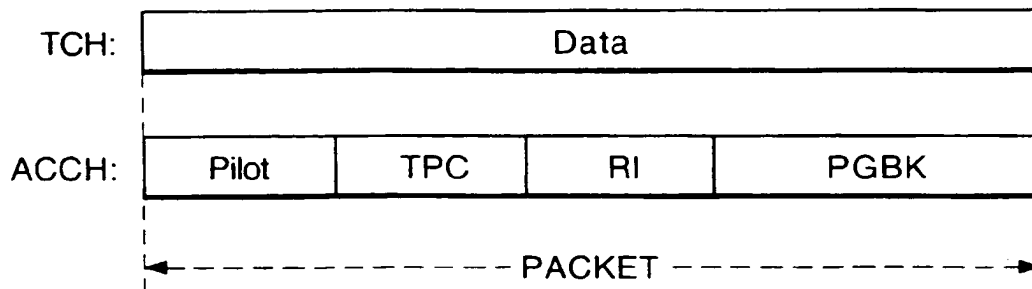 TCH: Data
ACCH: Pilot TPC RI PGBK
PACKET